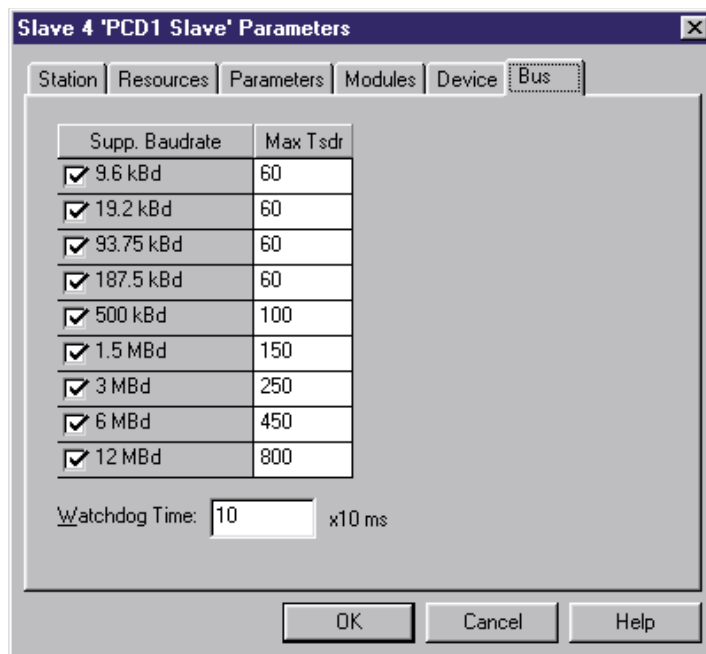 Slave 4 'PCD1 Slave' Parameters
Station Resources Parameters Modules Device Bus
Supp. Baudrate Max Tsdr
9.6 kBd 60
19.2 kBd 60
93.75 kBd 60
187.5 kBd 60
500 kBd 100
1.5 MBd 150
3 MBd 250
6 MBd 450
12 MBd 800
Watchdog Time: 10 x10 ms
OK Cancel Help